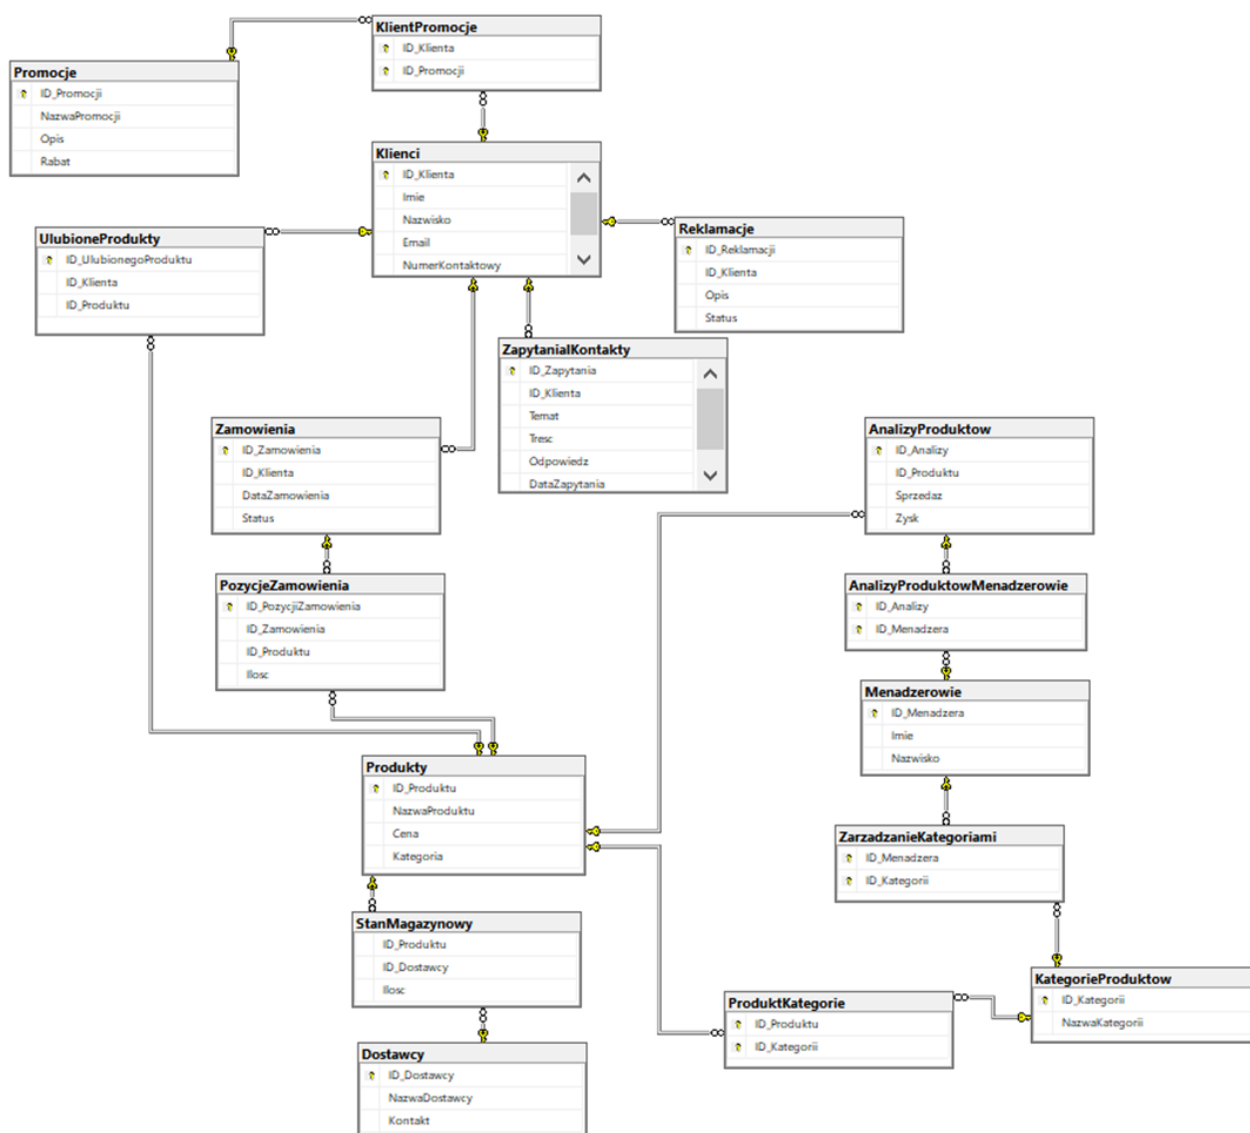 KlientPromocje
ID_Klienta
ID_Promocji
Promocje
ID_Promocji
NazwaPromocji
Opis
Rabat
Klienci
ID_Klienta
Imie
Nazwisko
Email
NumerKontaktowy
UlubioneProdukty
ID_UlubionegoProduktu
ID_Klienta
ID_Produktu
Reklamacje
ID_Reklamacji
ID_Klienta
Opis
Status
ZapytaniaIKontakty
ID_Zapytania
ID_Klienta
Temat
Tresc
Odpowiedz
DataZapytania
Zamowienia
ID_Zamowienia
ID_Klienta
DataZamowienia
Status
AnalizyProduktow
ID_Analizy
ID_Produktu
Sprzedaz
Zysk
PozycjeZamowienia
ID_PozycjiZamowienia
ID_Zamowienia
ID_Produktu
Ilosc
AnalizyProduktowMenadzerowie
ID_Analizy
ID_Menadzera
Menadzerowie
ID_Menadzera
Imie
Nazwisko
Produkty
ID_Produktu
NazwaProduktu
Cena
Kategoria
ZarzadzanieKategoriami
ID_Menadzera
ID_Kategorii
StanMagazynowy
ID_Produktu
ID_Dostawcy
Ilosc
KategorieProduktow
ID_Kategorii
NazwaKategorii
ProduktKategorie
ID_Produktu
ID_Kategorii
Dostawcy
ID_Dostawcy
NazwaDostawcy
Kontakt